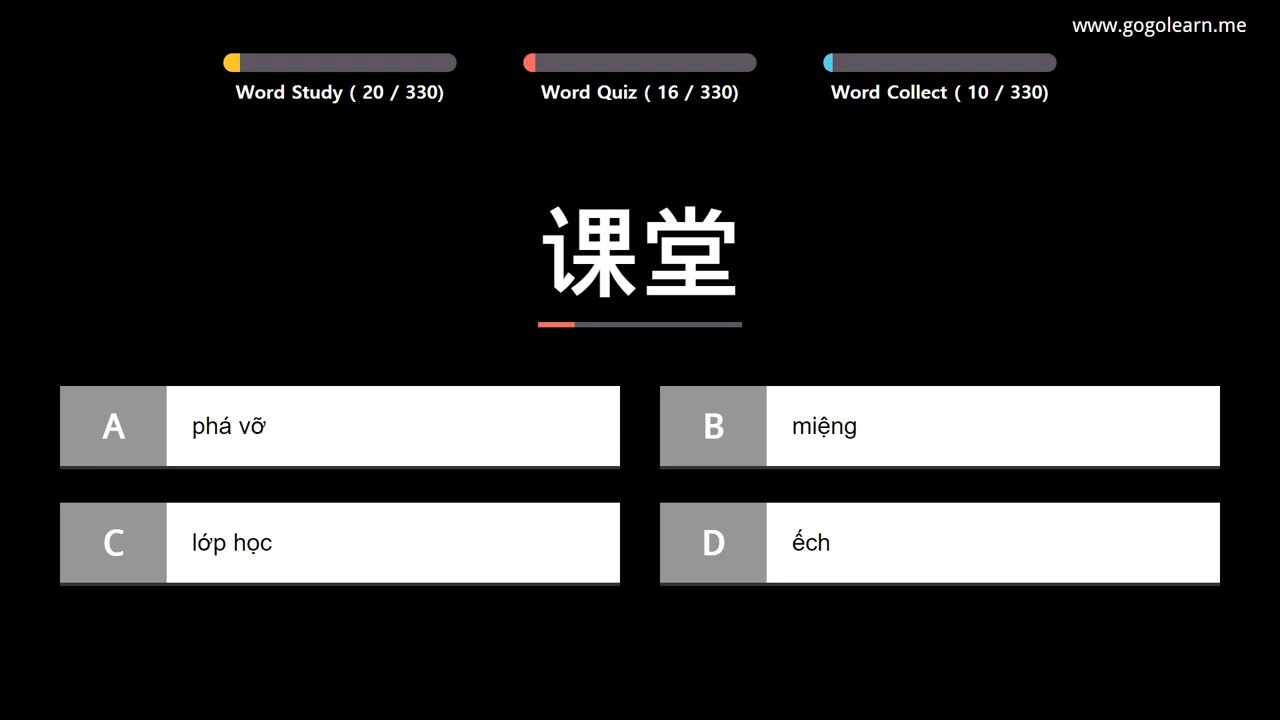 www.gogolearn.me
Word Study ( 20 / 330)
Word Quiz ( 16 / 330)
Word Collect ( 10 / 330)
课堂
A phá vỡ
B miệng
C lớp học
D ếch